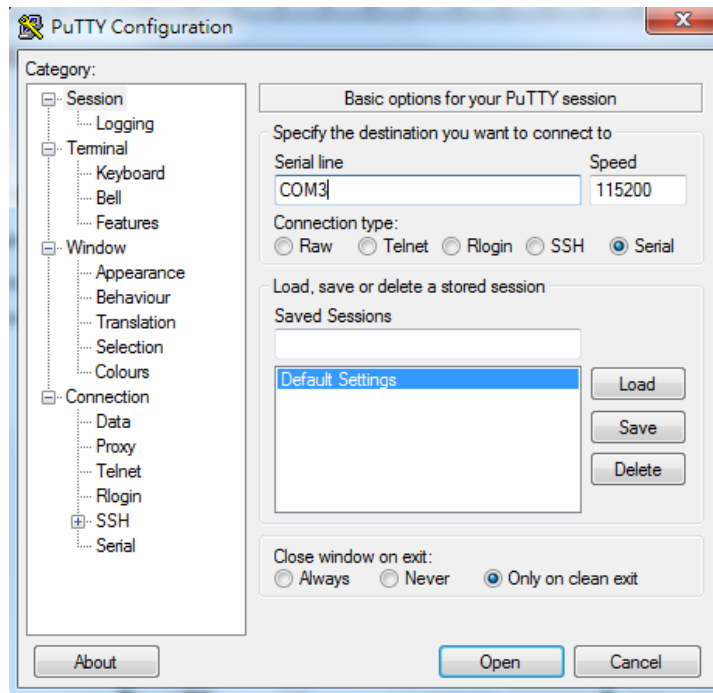 PuTTY Configuration
Category:
Session
Logging
Terminal
Keyboard
Bell
Features
Window
Appearance
Behaviour
Translation
Selection
Colours
Connection
Data
Proxy
Telnet
Rlogin
SSH
Serial
Basic options for your PuTTY session
Specify the destination you want to connect to
Serial line Speed
COM3 115200
Connection type:
Raw Telnet Rlogin SSH Serial
Load, save or delete a stored session
Saved Sessions
Default Settings
Load
Save
Delete
Close window on exit:
Always Never Only on clean exit
About Open Cancel